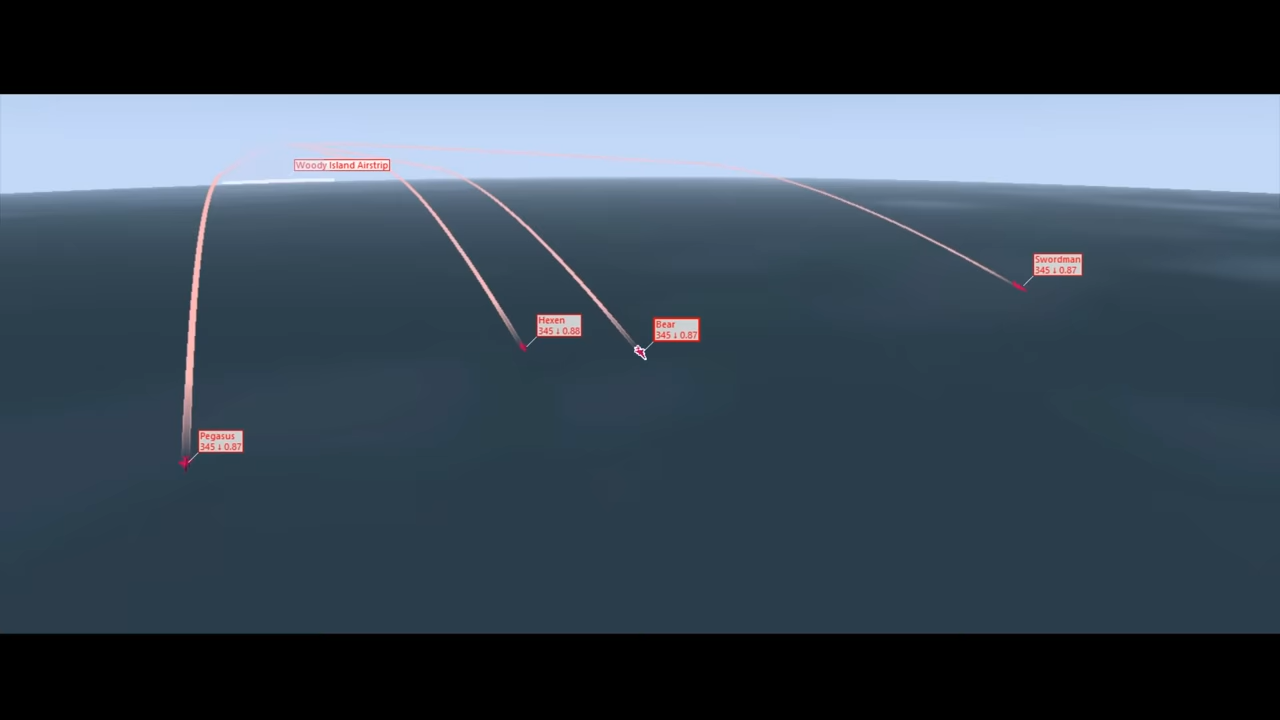 Woody Island Airstrip
Swordman
345 ↓ 0.87
Hexen
345 ↓ 0.88
Bear
345 ↓ 0.87
Pegasus
345 ↓ 0.87